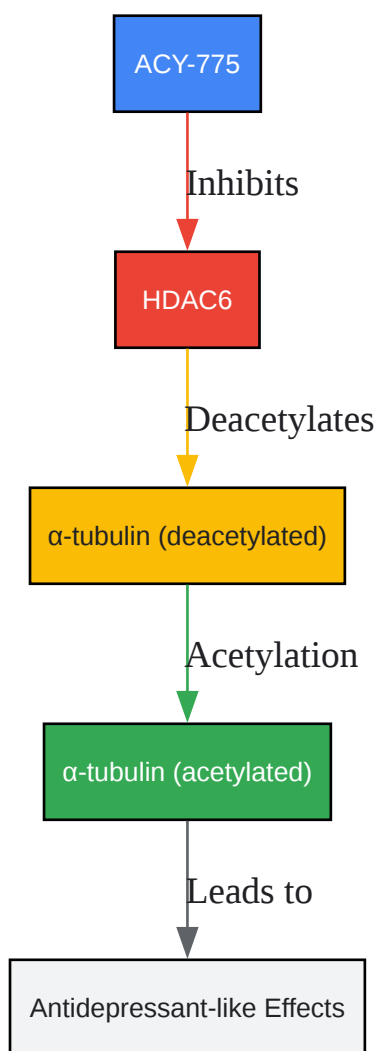 ACY-775
Inhibits
HDAC6
Deacetylates
α-tubulin (deacetylated)
Acetylation
α-tubulin (acetylated)
Leads to
Antidepressant-like Effects